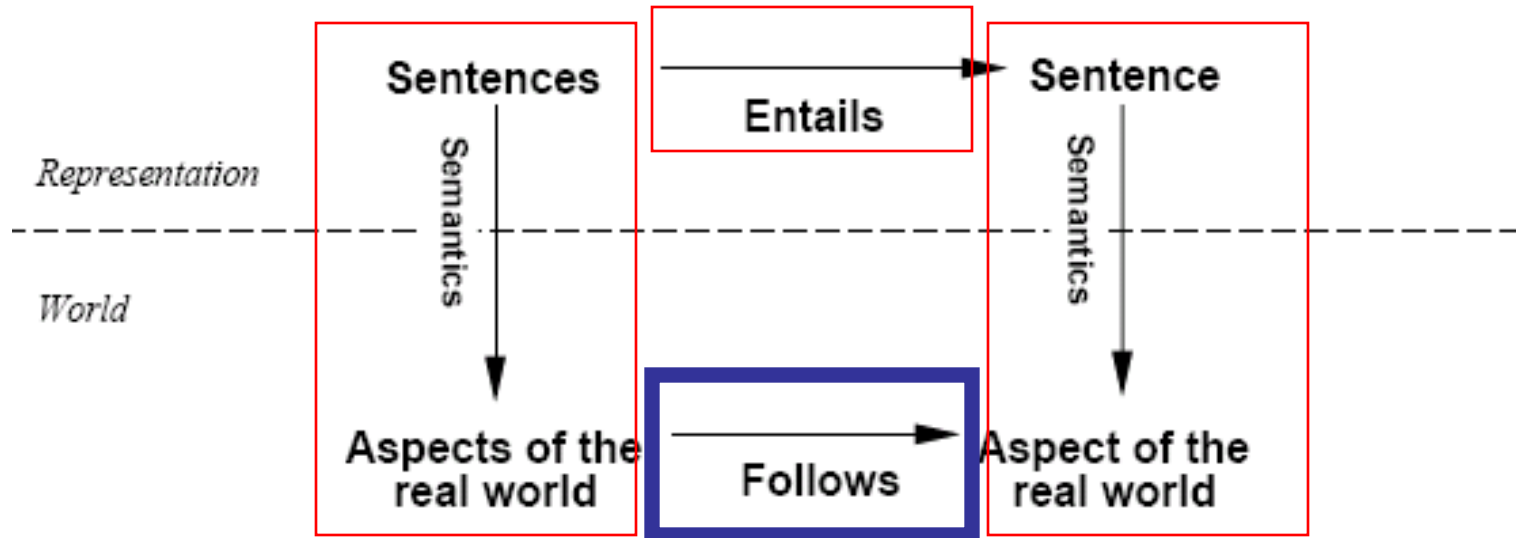 Sentences
Entails
Sentence
Representation
Semantics
Semantics
World
Aspects of the
real world
Follows
Aspect of the
real world